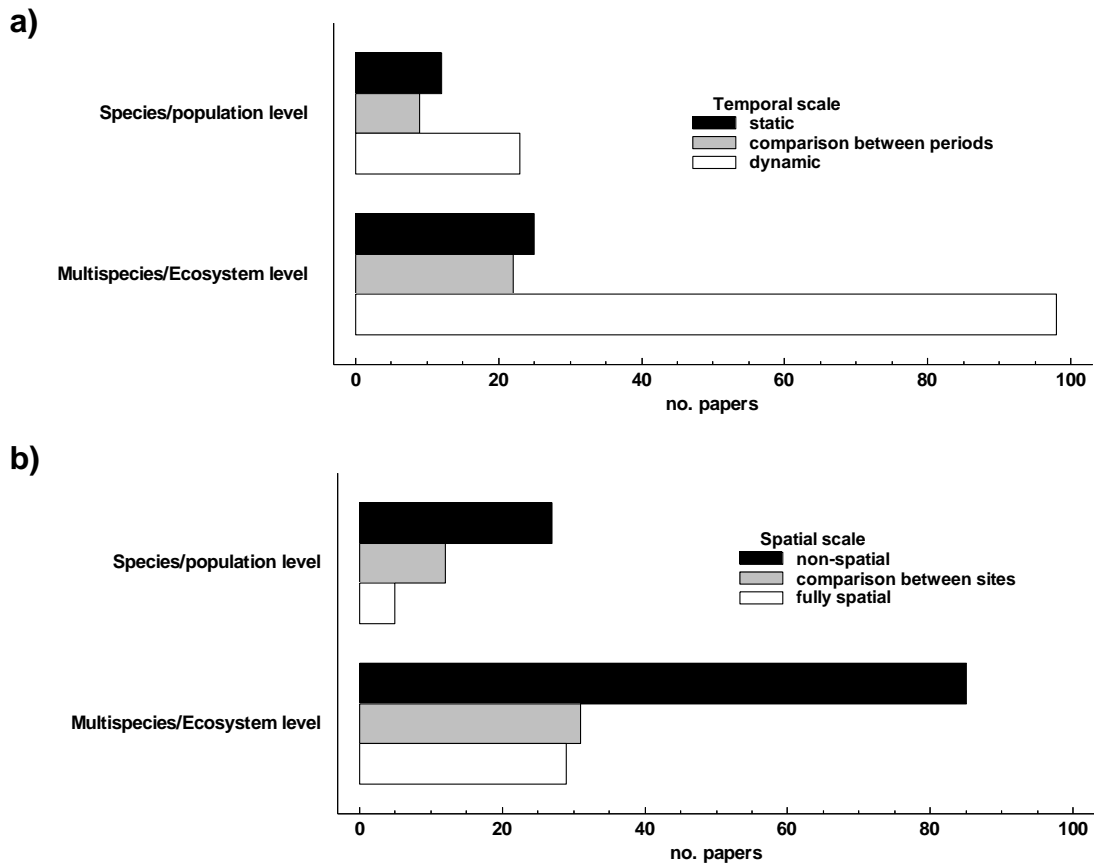 a)
Species/population level
Multispecies/Ecosystem level
Temporal scale
static
comparison between periods
dynamic
0 20 40 60 80 100
no. papers
b)
Species/population level
Multispecies/Ecosystem level
Spatial scale
non-spatial
comparison between sites
fully spatial
0 20 40 60 80 100
no. papers